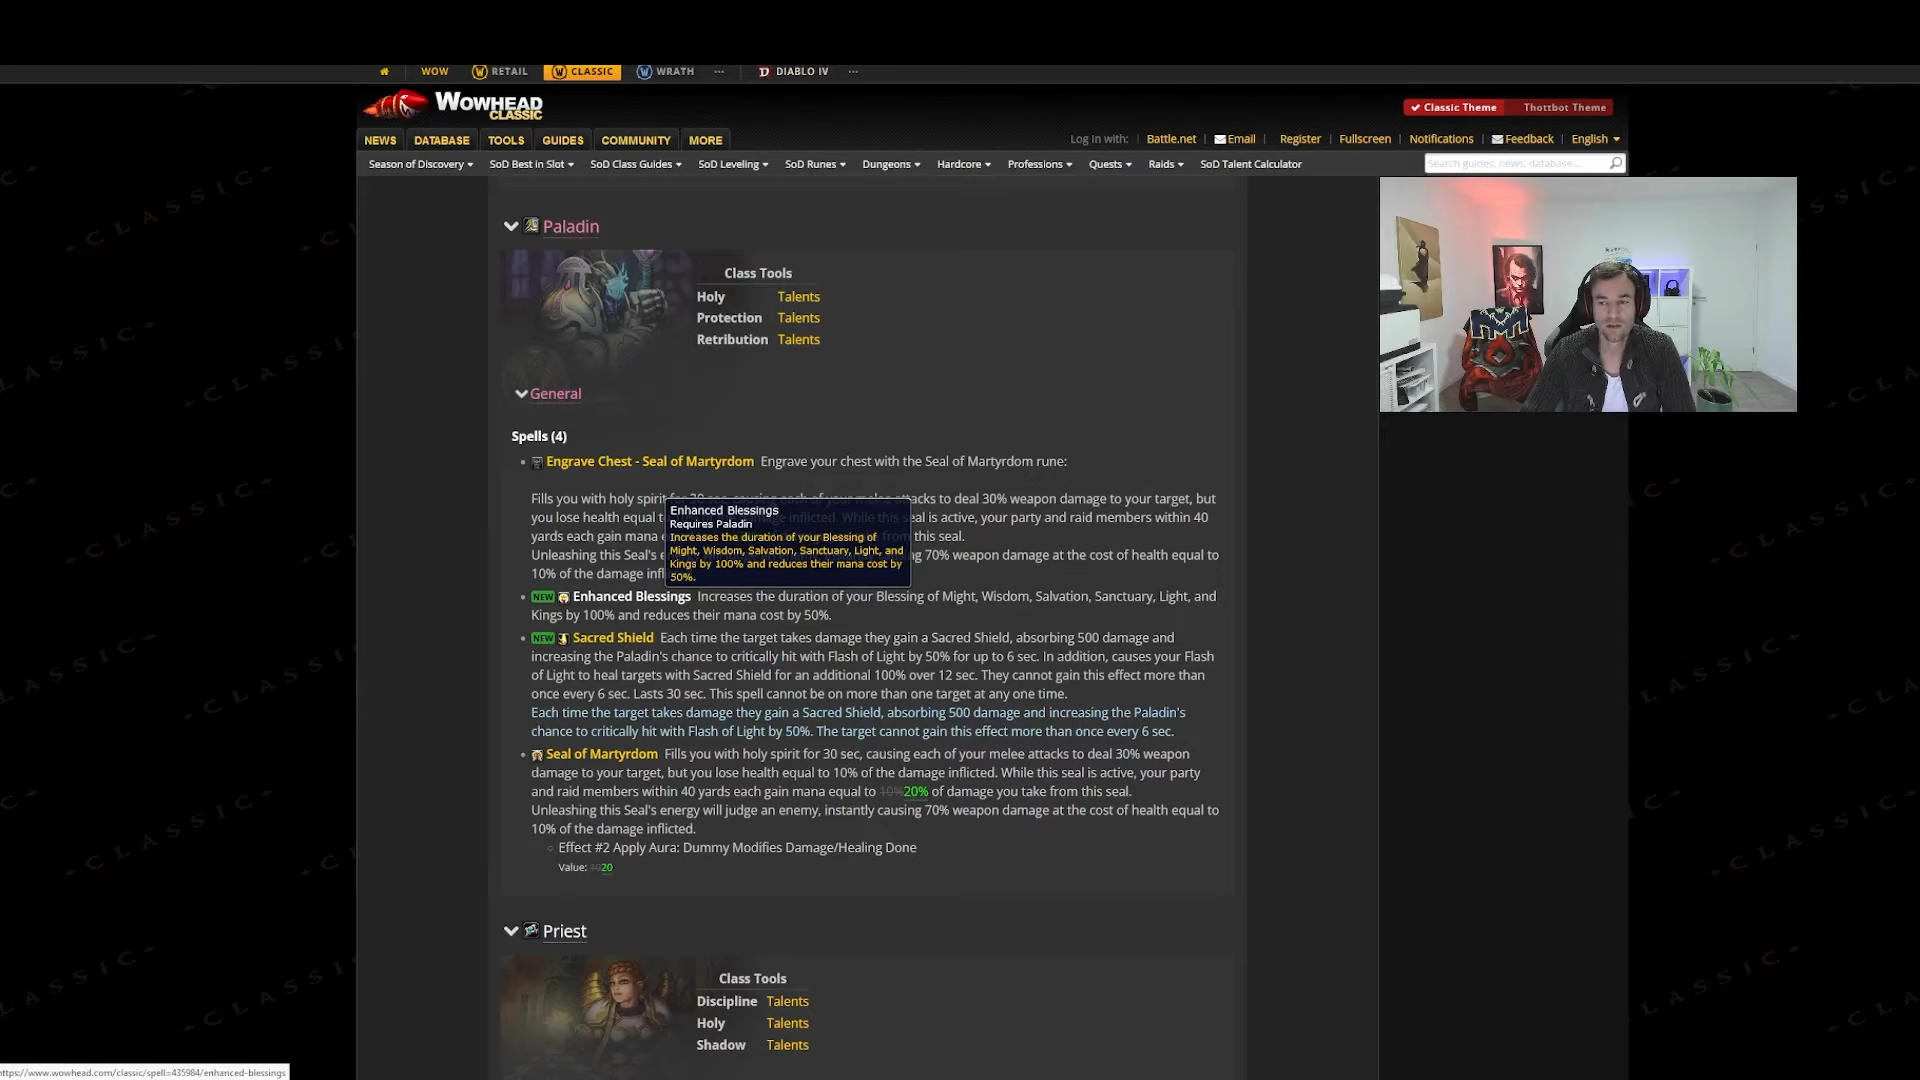 WOW
RETAIL
CLASSIC
WRATH
...
DIABLO IV
...
WOWHEAD
CLASSIC
Classic Theme
Thottbot Theme
NEWS
DATABASE
TOOLS
GUIDES
COMMUNITY
MORE
Log In with:
Battle.net
Email
Register
Fullscreen
Notifications
Feedback
English
Season of Discovery
SoD Best in Slot
SoD Class Guides
SoD Leveling
SoD Runes
Dungeons
Hardcore
Professions
Quests
Raids
SoD Talent Calculator
Search guides, news, database...
Paladin
Class Tools
Holy Talents
Protection Talents
Retribution Talents
General
Spells (4)
Engrave Chest - Seal of Martyrdom Engrave your chest with the Seal of Martyrdom rune:
Fills you with holy spirit for 30 sec, causing each of your melee attacks to deal 30% weapon damage to your target, but
you lose health equal inflicted. While this seal is active, your party and raid members within 40
yards each gain mana from this seal.
Unleashing this Seal's 70% weapon damage at the cost of health equal to
10% of the damage
Enhanced Blessings
Requires Paladin
Increases the duration of your Blessing of
Might, Wisdom, Salvation, Sanctuary, Light, and
Kings by 100% and reduces their mana cost by
50%.
NEW Enhanced Blessings Increases the duration of your Blessing of Might, Wisdom, Salvation, Sanctuary, Light, and
Kings by 100% and reduces their mana cost by 50%.
NEW Sacred Shield Each time the target takes damage they gain a Sacred Shield, absorbing 500 damage and
increasing the Paladin's chance to critically hit with Flash of Light by 50% for up to 6 sec. In addition, causes your Flash
of Light to heal targets with Sacred Shield for an additional 100% over 12 sec. They cannot gain this effect more than
once every 6 sec. Lasts 30 sec. This spell cannot be on more than one target at any one time.
Each time the target takes damage they gain a Sacred Shield, absorbing 500 damage and increasing the Paladin's
chance to critically hit with Flash of Light by 50%. The target cannot gain this effect more than once every 6 sec.
Seal of Martyrdom Fills you with holy spirit for 30 sec, causing each of your melee attacks to deal 30% weapon
damage to your target, but you lose health equal to 10% of the damage inflicted. While this seal is active, your party
and raid members within 40 yards each gain mana equal to 10%20% of damage you take from this seal.
Unleashing this Seal's energy will judge an enemy, instantly causing 70% weapon damage at the cost of health equal to
10% of the damage inflicted.
Effect #2 Apply Aura: Dummy Modifies Damage/Healing Done
Value: 1020
Priest
Class Tools
Discipline Talents
Holy Talents
Shadow Talents
https://www.wowhead.com/classic/spell=435984/enhanced-blessings